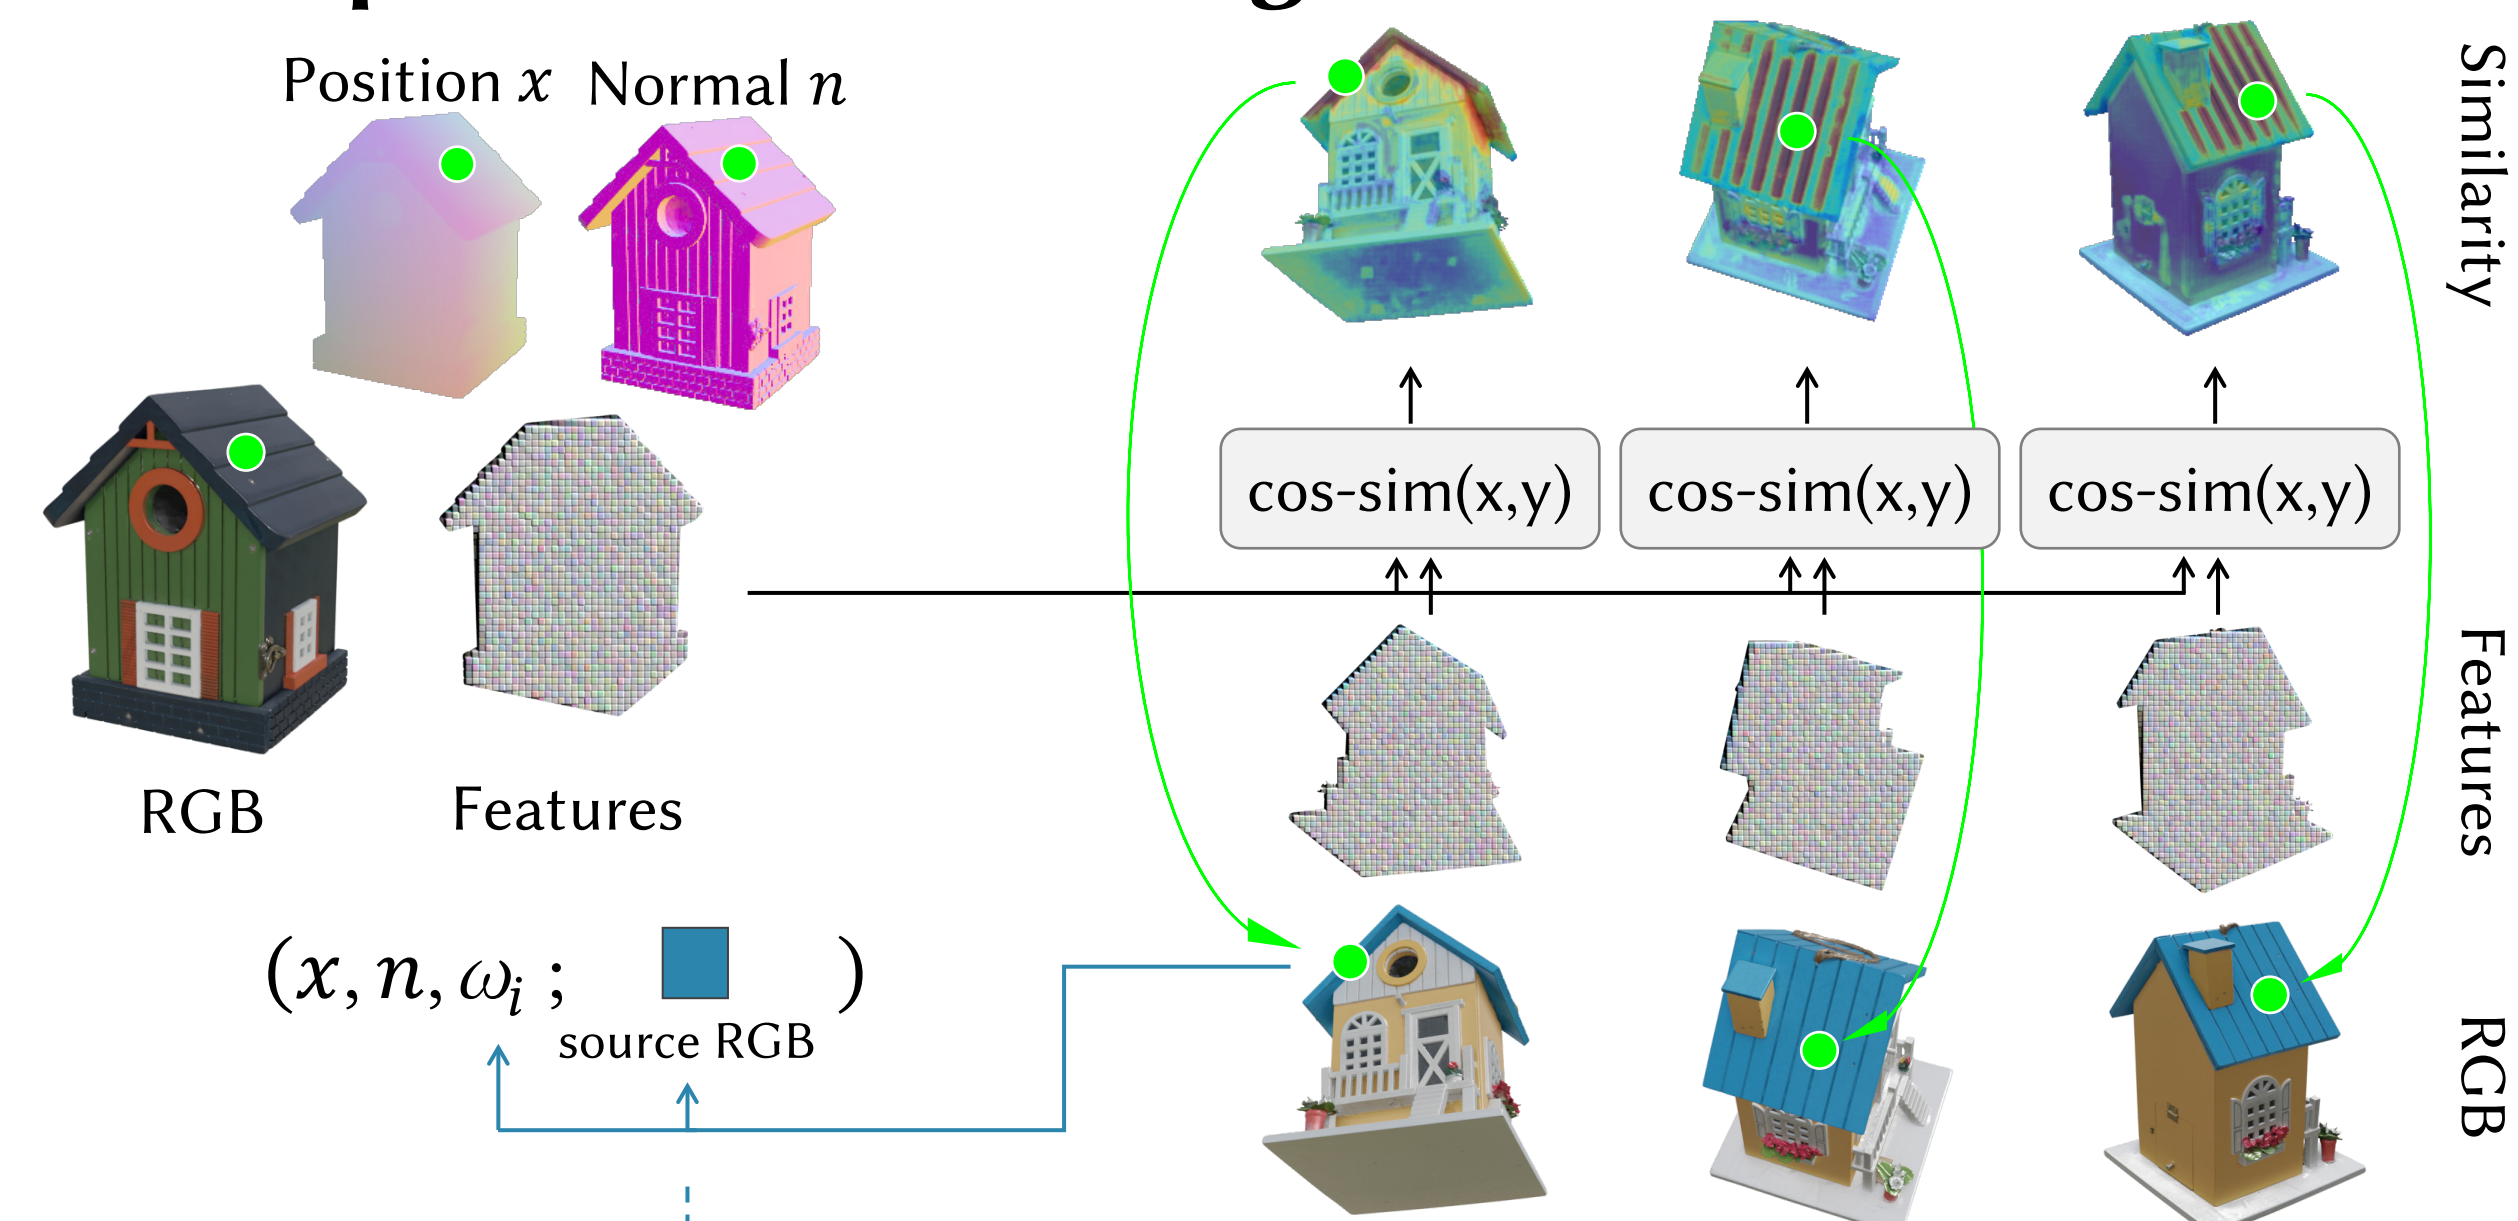 Position x
Normal n
RGB
Features
(x, n, ωi ; )
source RGB
cos-sim(x,y)
cos-sim(x,y)
cos-sim(x,y)
Similarity
Features
RGB